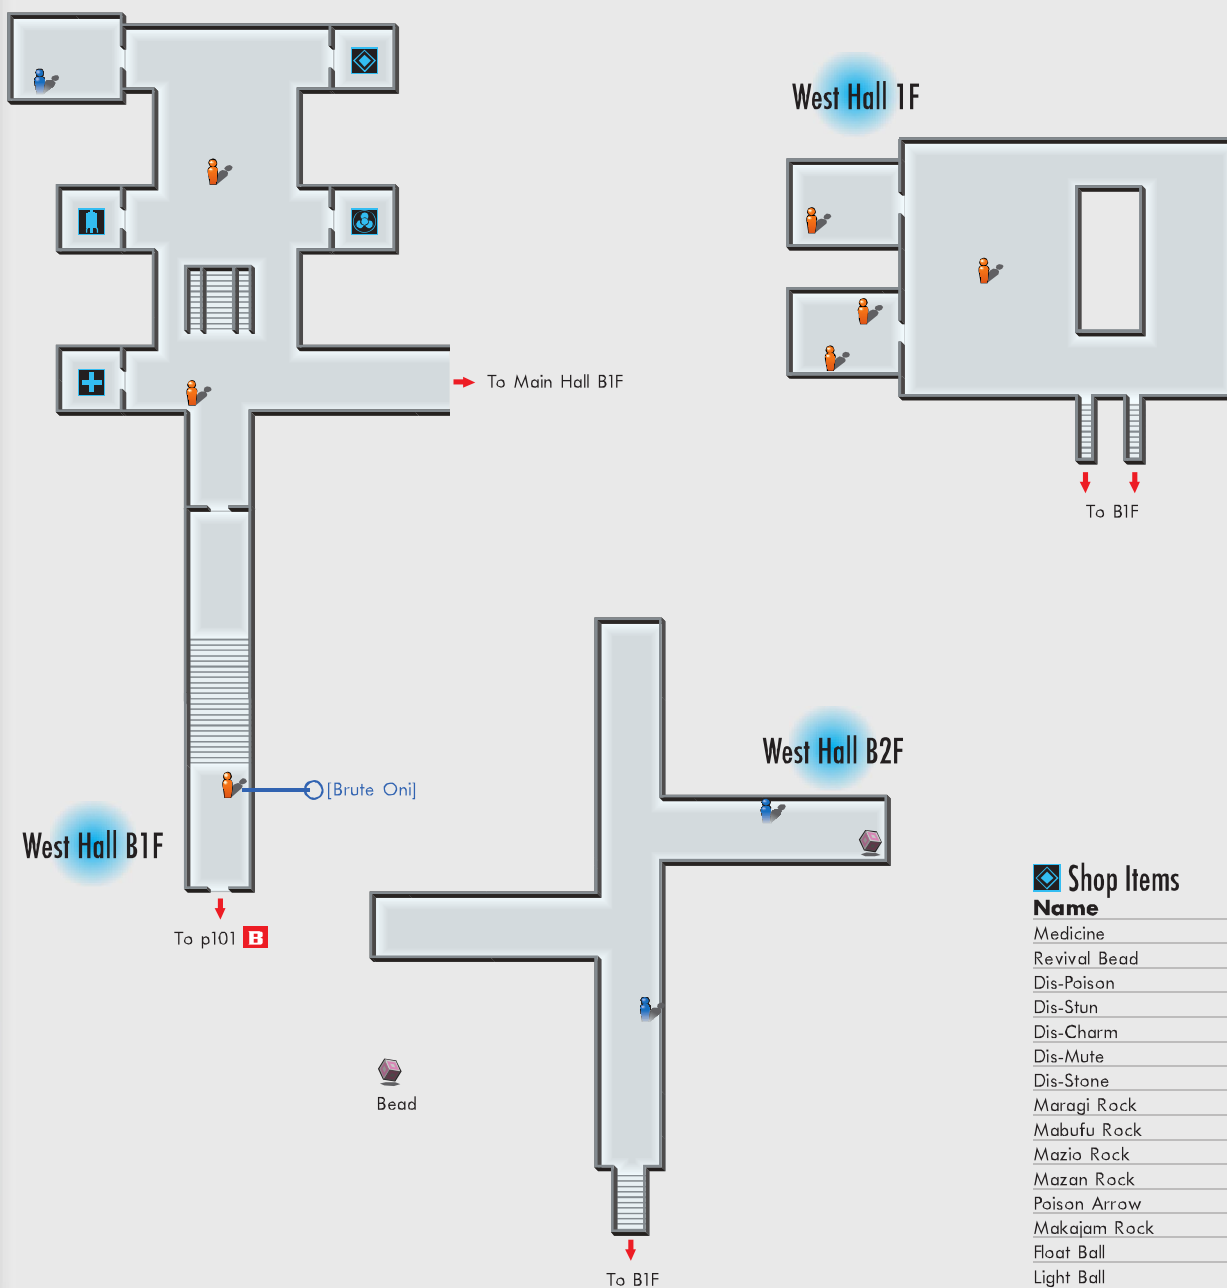 West Hall 1F
To Main Hall B1F
To B1F
West Hall B2F
[Brute Oni]
West Hall B1F
To p101 B
Bead
To B1F
Shop Items
Name
Medicine
Revival Bead
Dis-Poison
Dis-Stun
Dis-Charm
Dis-Mute
Dis-Stone
Maragi Rock
Mabufu Rock
Mazio Rock
Mazan Rock
Poison Arrow
Makajam Rock
Float Ball
Light Ball